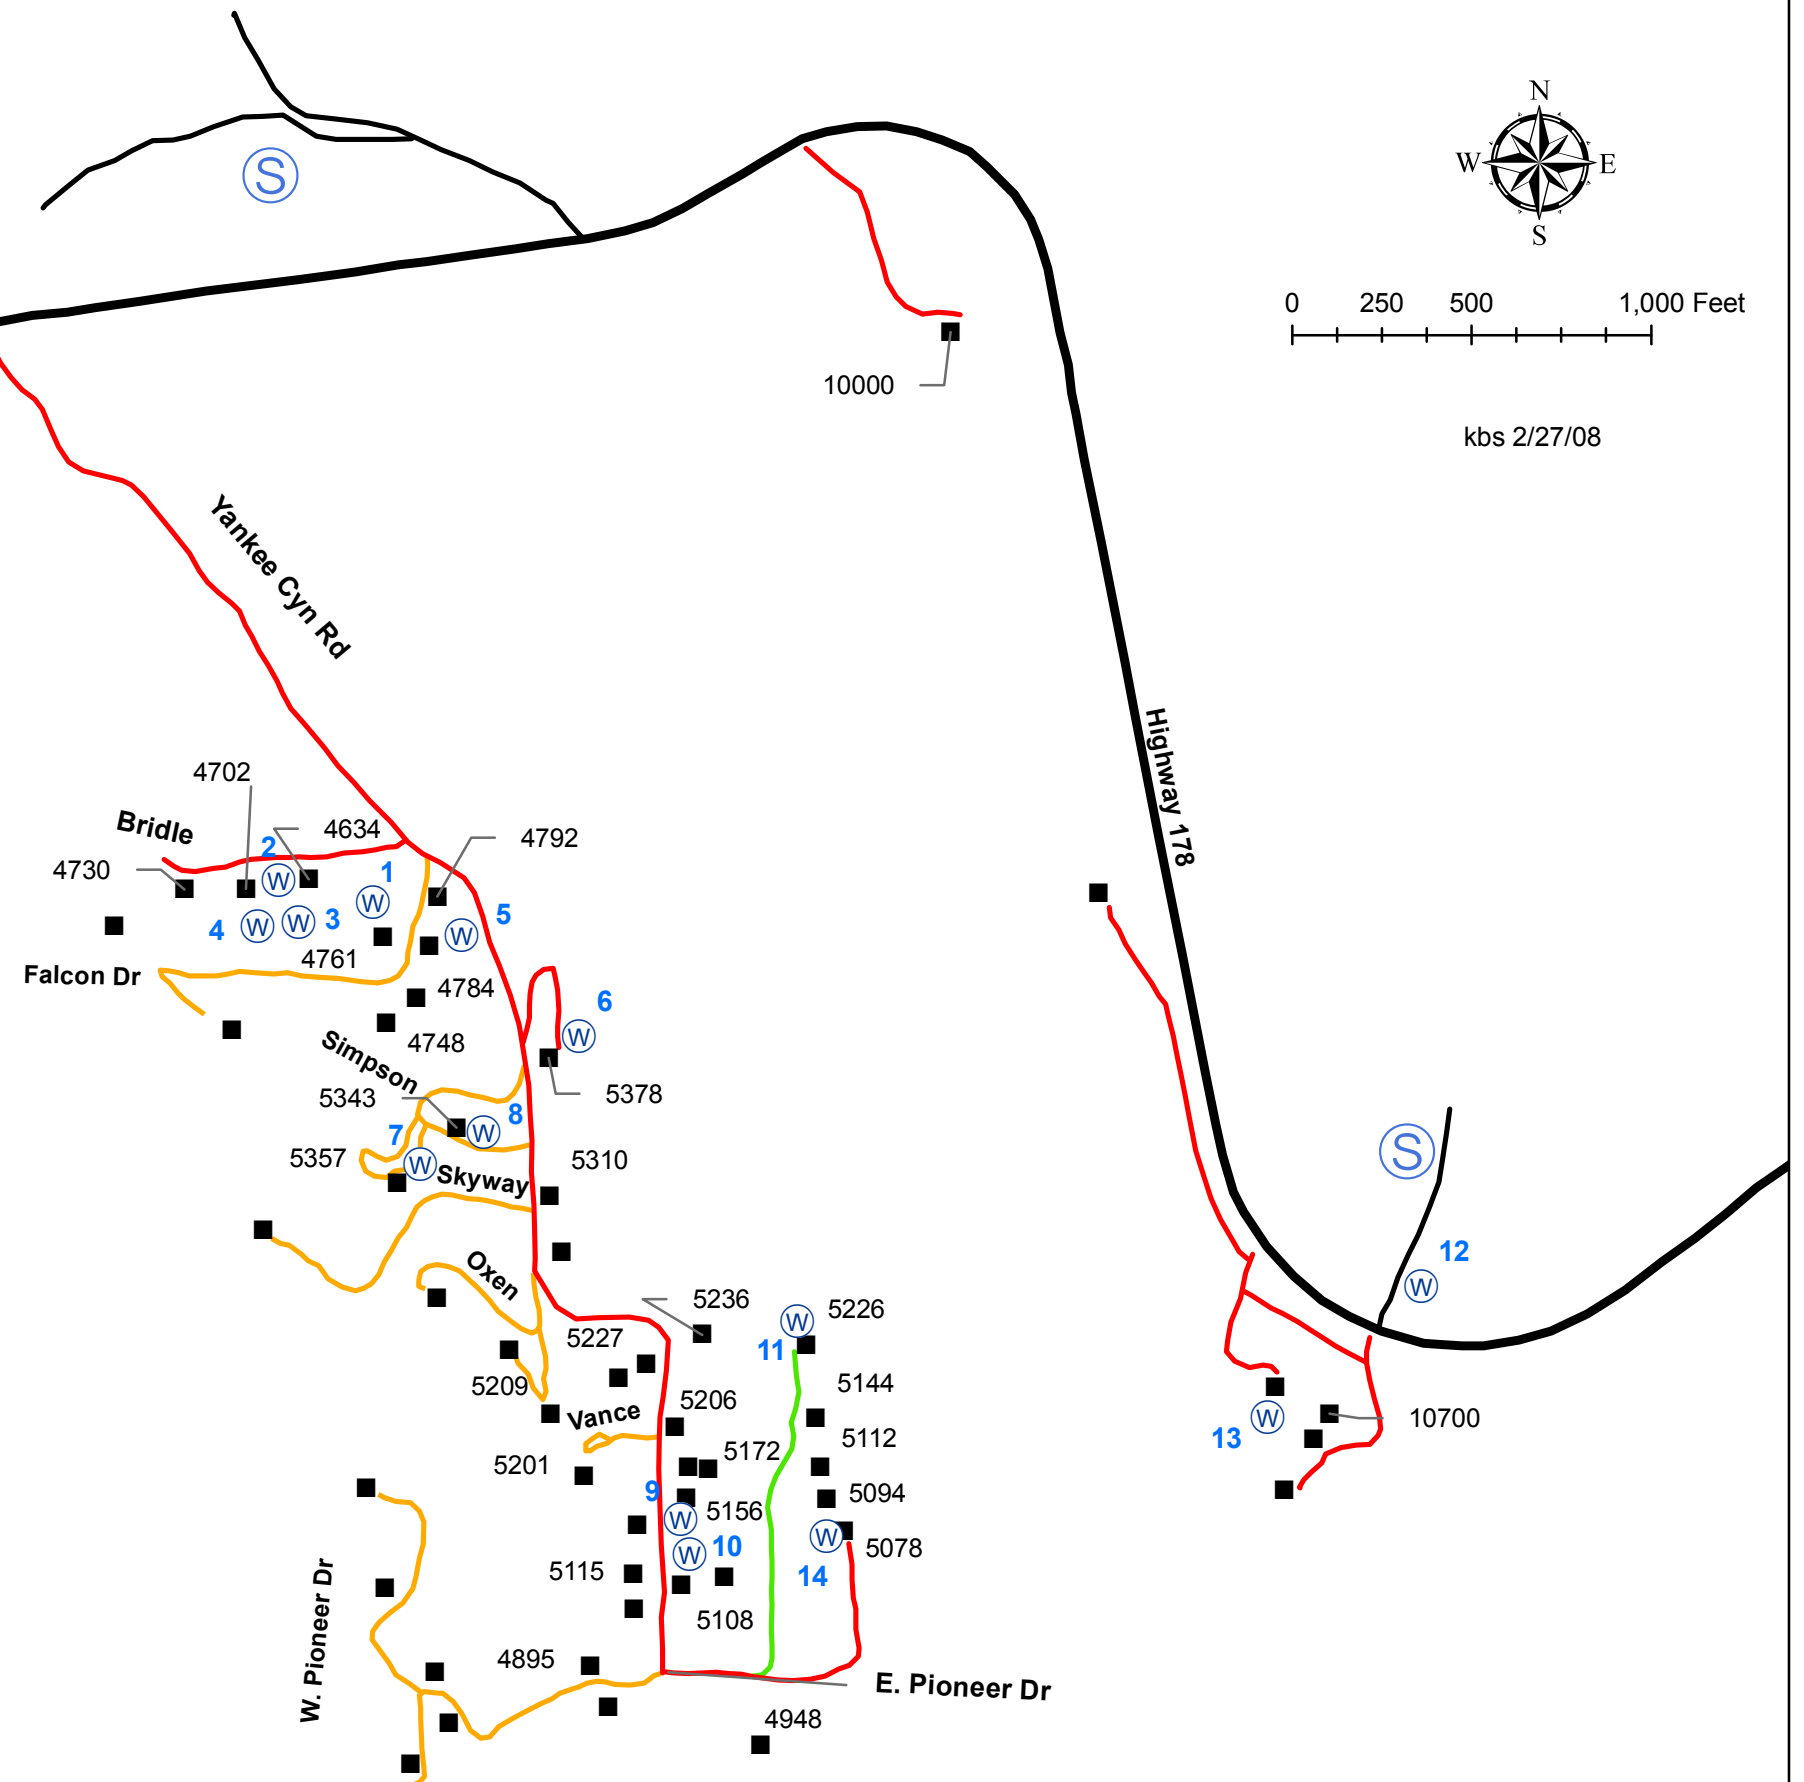 N
W E
S
S
0 250 500 1,000 Feet
10000
kbs 2/27/08
Yankee Cyn Rd
Highway 178
4702
Bridle
4634
4792
2
4730
1
W
W
5
4
W
W
3
W
4761
Falcon Dr
4784
6
W
4748
Simpson
5343
5378
8
7
W
5357
W
Skyway
5310
S
12
W
Oxen
5236
5226
W
5227
11
5209
5144
Vance
5206
5112
10700
W
13
5172
5201
9
5094
5156
W
W
10
W
5078
14
5115
5108
W. Pioneer Dr
4895
E. Pioneer Dr
4948